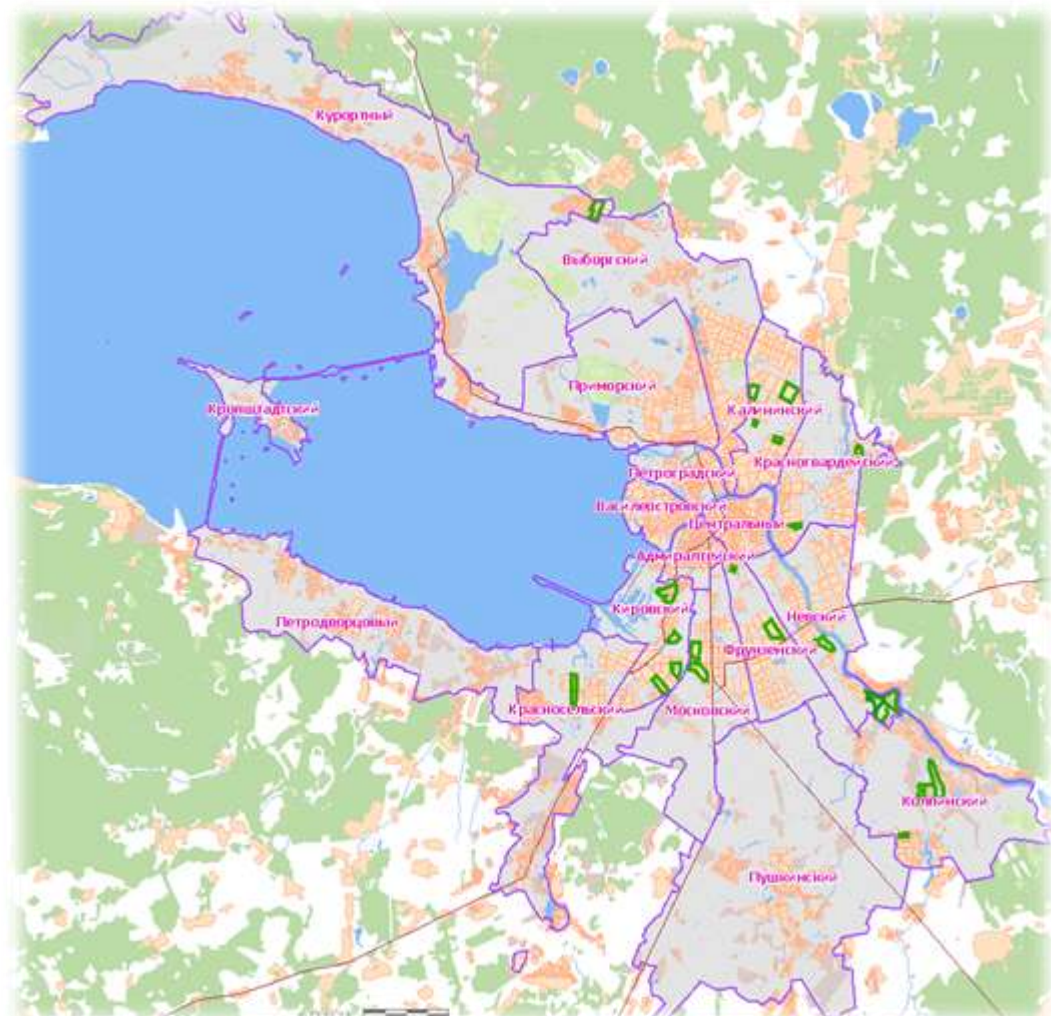 Курортный
Выборгский
Приморский
Калининский
Кронштадтский
Красногвардейский
Петроградский
Василеостровский
Центральный
Адмиралтейский
Кировский
Невский
Петродворцовый
Фрунзенский
Красносельский
Московский
Колпинский
Пушкинский